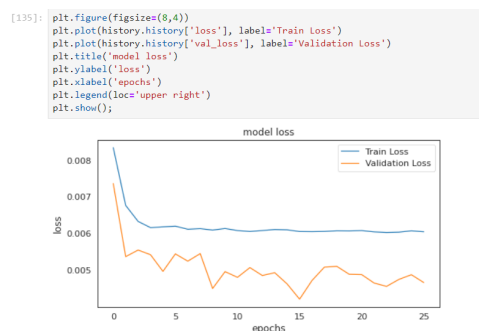 [135]: plt.figure(figsize=(8,4))
plt.plot(history.history['loss'], label='Train Loss')
plt.plot(history.history['val_loss'], label='Validation Loss')
plt.title('model loss')
plt.ylabel('loss')
plt.xlabel('epochs')
plt.legend(loc='upper right')
plt.show();
model loss
Train Loss
Validation Loss
0.008
0.007
0.006
0.005
loss
0 5 10 15 20 25
epochs